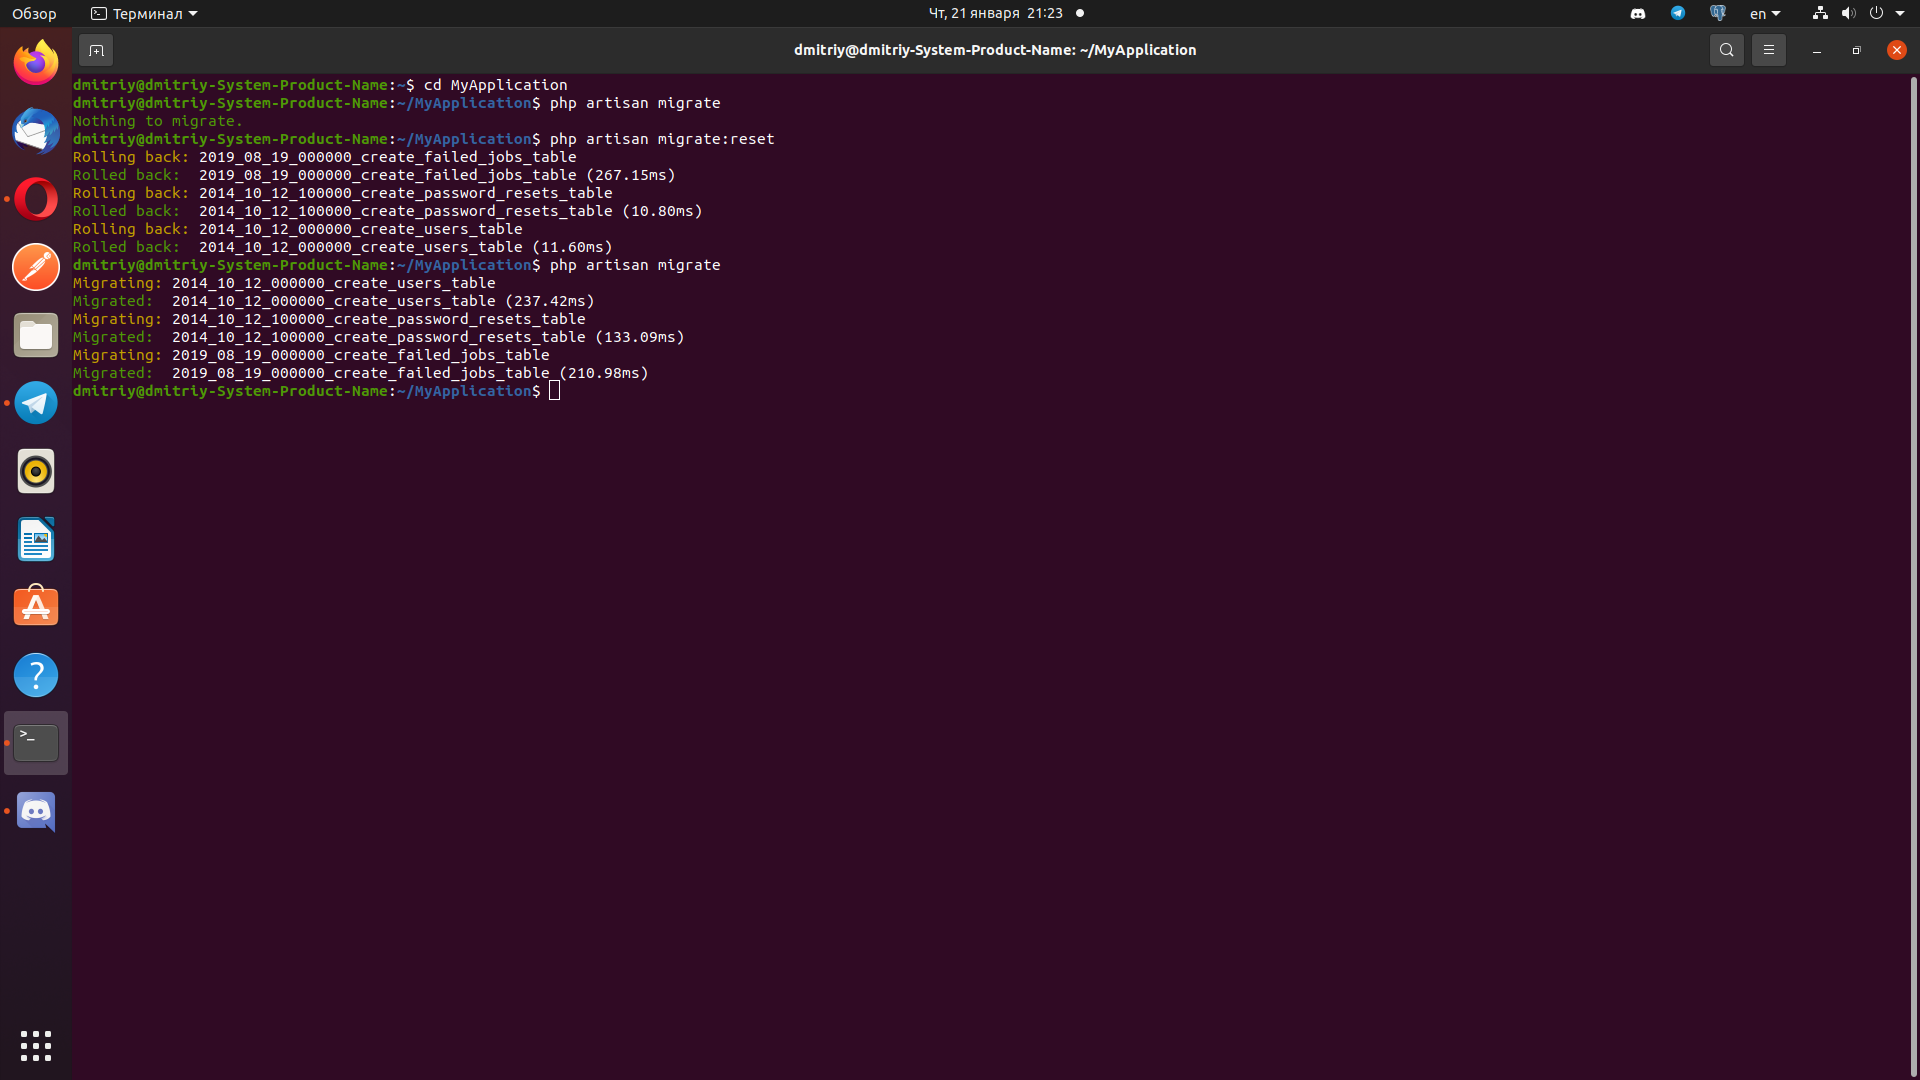 Обзор
Терминал
Чт, 21 января 21:23
en
dmitriy@dmitriy-System-Product-Name: ~/MyApplication
dmitriy@dmitriy-System-Product-Name:~$ cd MyApplication
dmitriy@dmitriy-System-Product-Name:~/MyApplication$ php artisan migrate
Nothing to migrate.
dmitriy@dmitriy-System-Product-Name:~/MyApplication$ php artisan migrate:reset
Rolling back: 2019_08_19_000000_create_failed_jobs_table
Rolled back:  2019_08_19_000000_create_failed_jobs_table (267.15ms)
Rolling back: 2014_10_12_100000_create_password_resets_table
Rolled back:  2014_10_12_100000_create_password_resets_table (10.80ms)
Rolling back: 2014_10_12_000000_create_users_table
Rolled back:  2014_10_12_000000_create_users_table (11.60ms)
dmitriy@dmitriy-System-Product-Name:~/MyApplication$ php artisan migrate
Migrating: 2014_10_12_000000_create_users_table
Migrated:  2014_10_12_000000_create_users_table (237.42ms)
Migrating: 2014_10_12_100000_create_password_resets_table
Migrated:  2014_10_12_100000_create_password_resets_table (133.09ms)
Migrating: 2019_08_19_000000_create_failed_jobs_table
Migrated:  2019_08_19_000000_create_failed_jobs_table (210.98ms)
dmitriy@dmitriy-System-Product-Name:~/MyApplication$